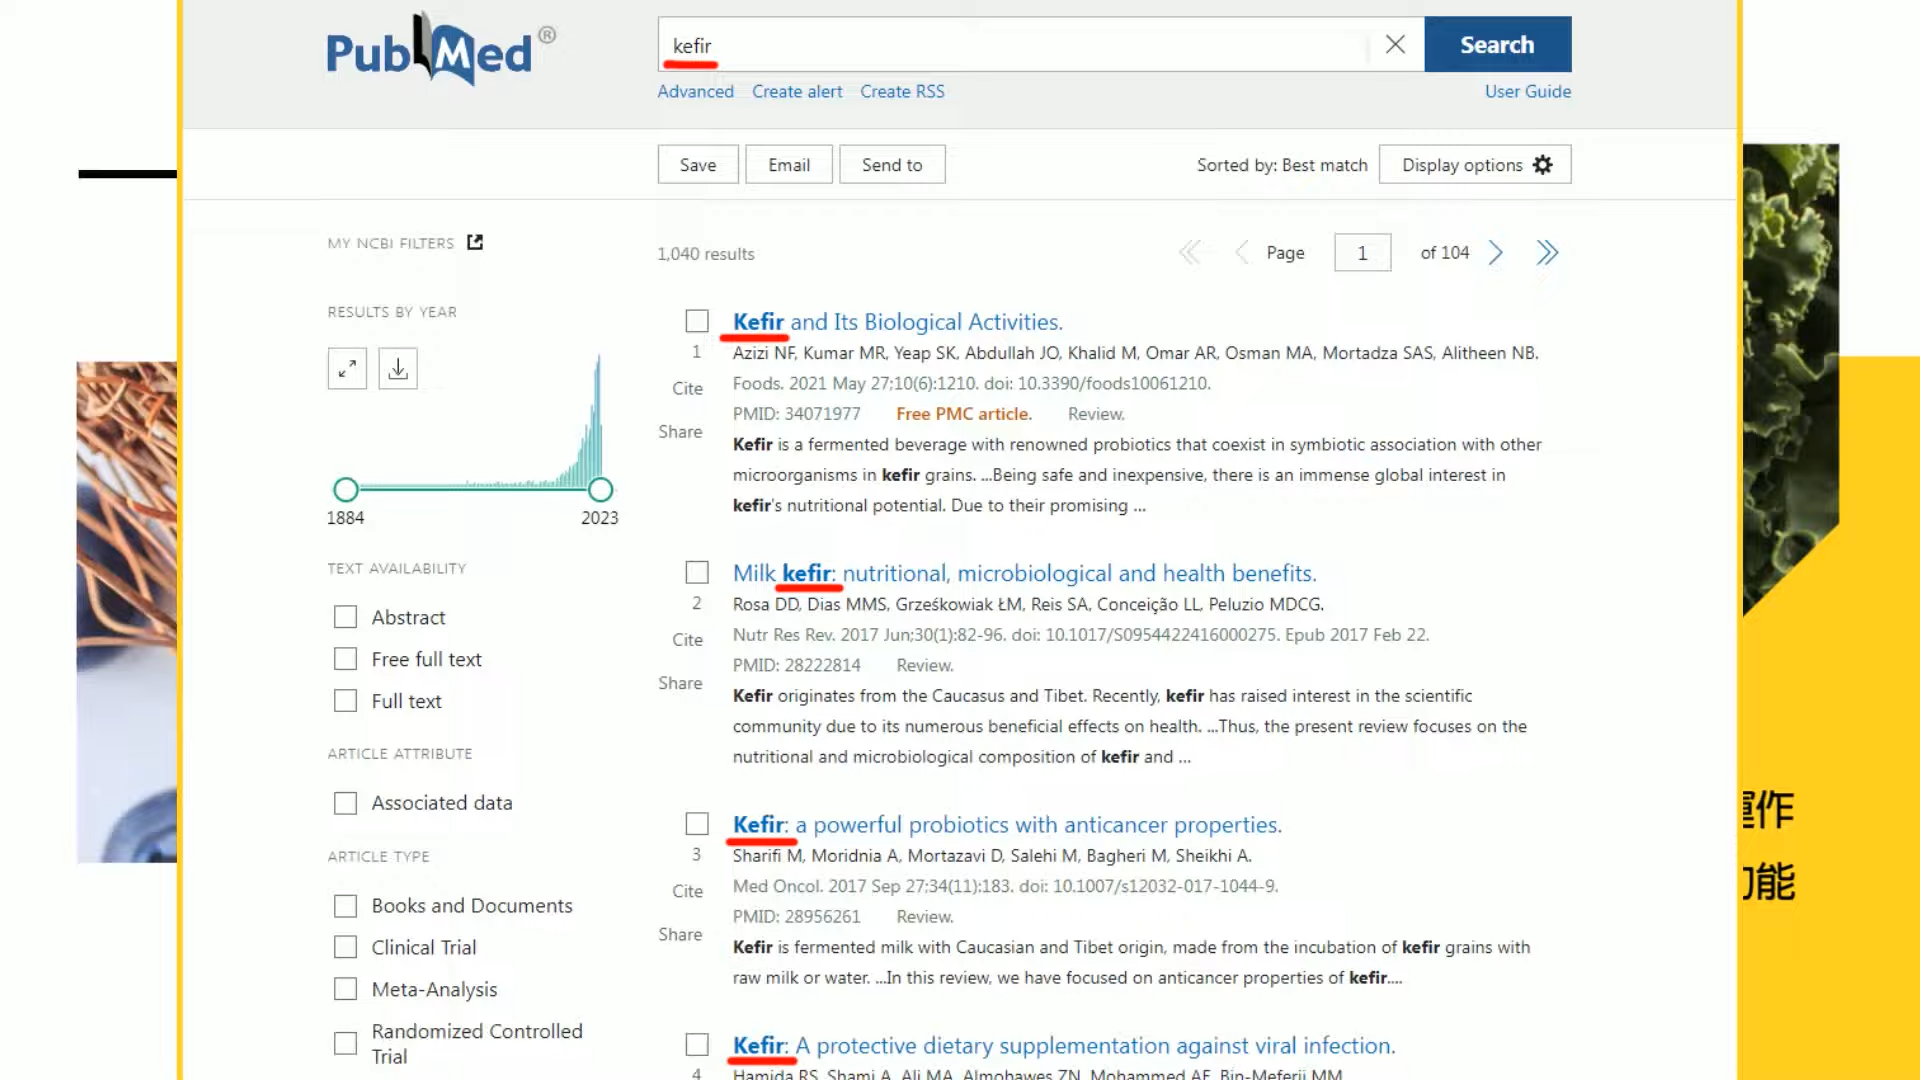 PubMed®
kefir
Search
Advanced Create alert Create RSS
User Guide
Save Email Send to
Sorted by: Best match
Display options
MY NCBI FILTERS
1,040 results
Page 1 of 104
RESULTS BY YEAR
1884 2023
TEXT AVAILABILITY
Abstract
Free full text
Full text
ARTICLE ATTRIBUTE
Associated data
ARTICLE TYPE
Books and Documents
Clinical Trial
Meta-Analysis
Randomized Controlled
Trial
Kefir and Its Biological Activities.
1
Azizi NF, Kumar MR, Yeap SK, Abdullah JO, Khalid M, Omar AR, Osman MA, Mortadza SAS, Alitheen NB.
Cite
Foods. 2021 May 27;10(6):1210. doi: 10.3390/foods10061210.
PMID: 34071977 Free PMC article. Review.
Share
Kefir is a fermented beverage with renowned probiotics that coexist in symbiotic association with other
microorganisms in kefir grains. ...Being safe and inexpensive, there is an immense global interest in
kefir's nutritional potential. Due to their promising ...
Milk kefir: nutritional, microbiological and health benefits.
2
Rosa DD, Dias MMS, Grześkowiak ŁM, Reis SA, Conceição LL, Peluzio MDCG.
Cite
Nutr Res Rev. 2017 Jun;30(1):82-96. doi: 10.1017/S0954422416000275. Epub 2017 Feb 22.
PMID: 28222814 Review.
Share
Kefir originates from the Caucasus and Tibet. Recently, kefir has raised interest in the scientific
community due to its numerous beneficial effects on health. ...Thus, the present review focuses on the
nutritional and microbiological composition of kefir and ...
Kefir: a powerful probiotics with anticancer properties.
3
Sharifi M, Moridnia A, Mortazavi D, Salehi M, Bagheri M, Sheikhi A.
Cite
Med Oncol. 2017 Sep 27;34(11):183. doi: 10.1007/s12032-017-1044-9.
PMID: 28956261 Review.
Share
Kefir is fermented milk with Caucasian and Tibet origin, made from the incubation of kefir grains with
raw milk or water. ...In this review, we have focused on anticancer properties of kefir....
Kefir: A protective dietary supplementation against viral infection.
4
Hamida RS, Shami A, Ali MA, Almohawes ZN, Mohammed AE, Bin-Meferij MM.
作
能